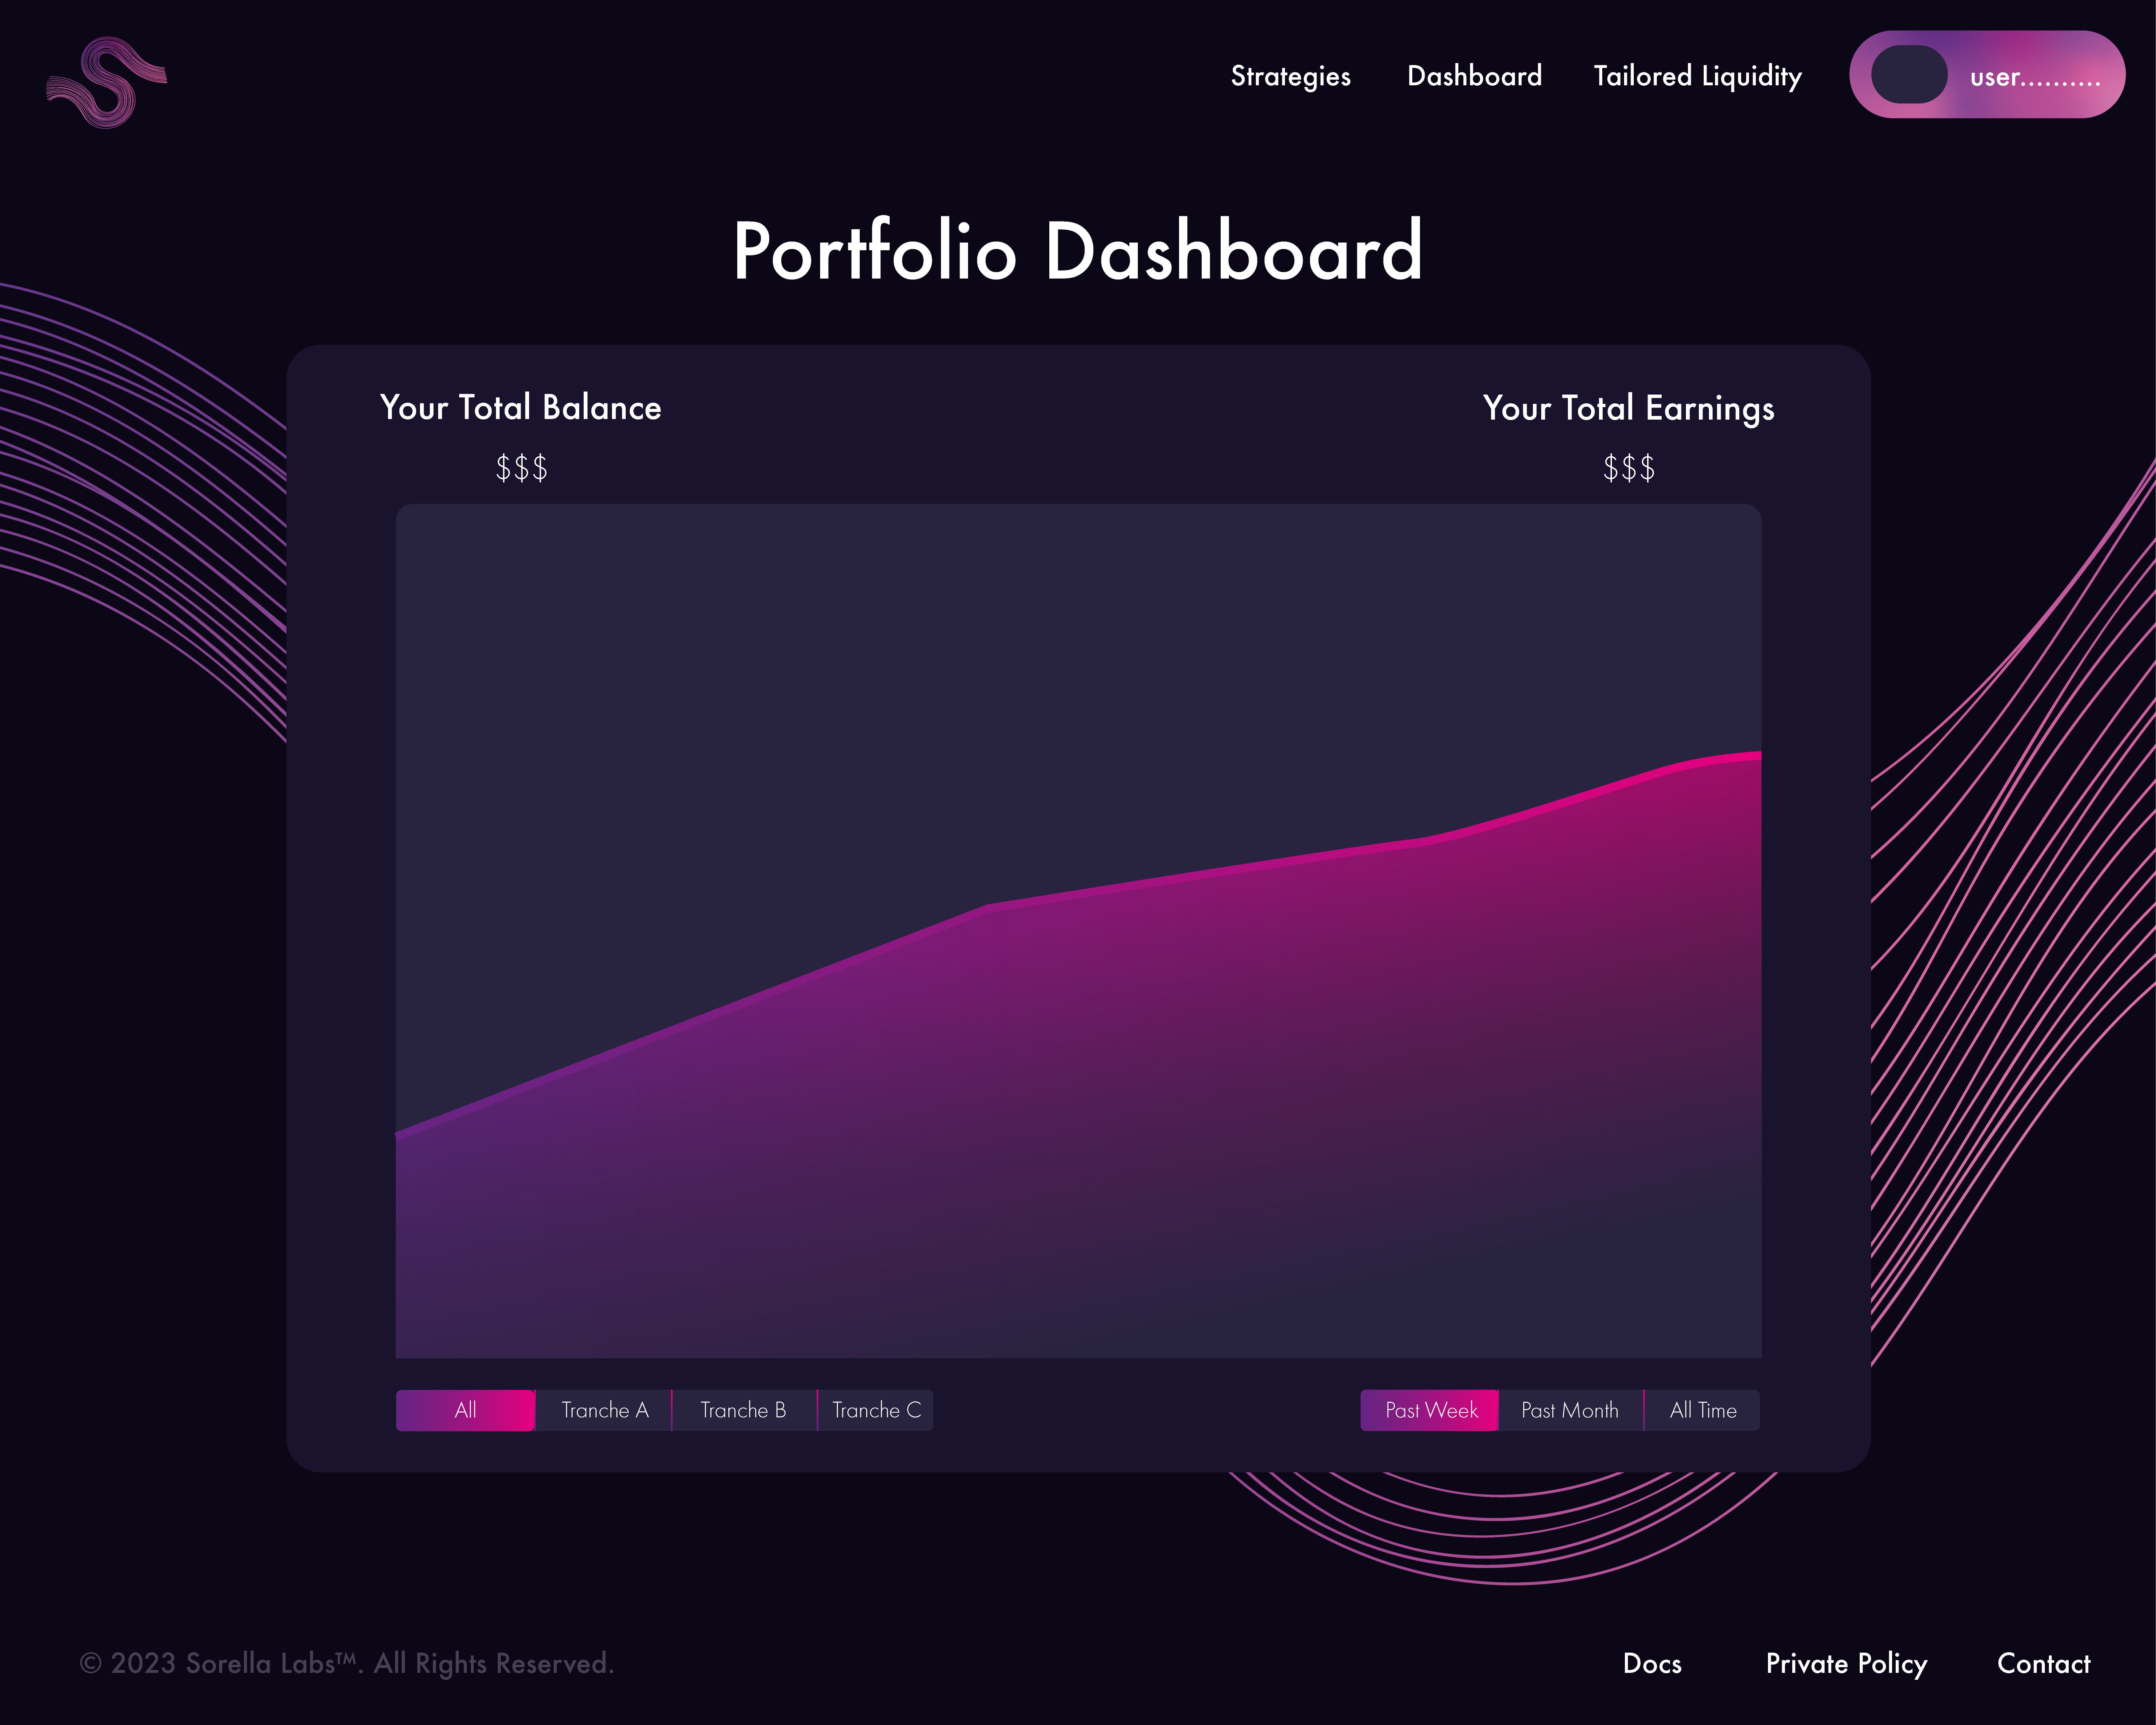 Strategies Dashboard Tailored Liquidity user..........
Portfolio Dashboard
Your Total Balance Your Total Earnings
$$$ $$$
All Tranche A Tranche B Tranche C Past Week Past Month All Time
© 2023 Sorella Labs™. All Rights Reserved. Docs Private Policy Contact